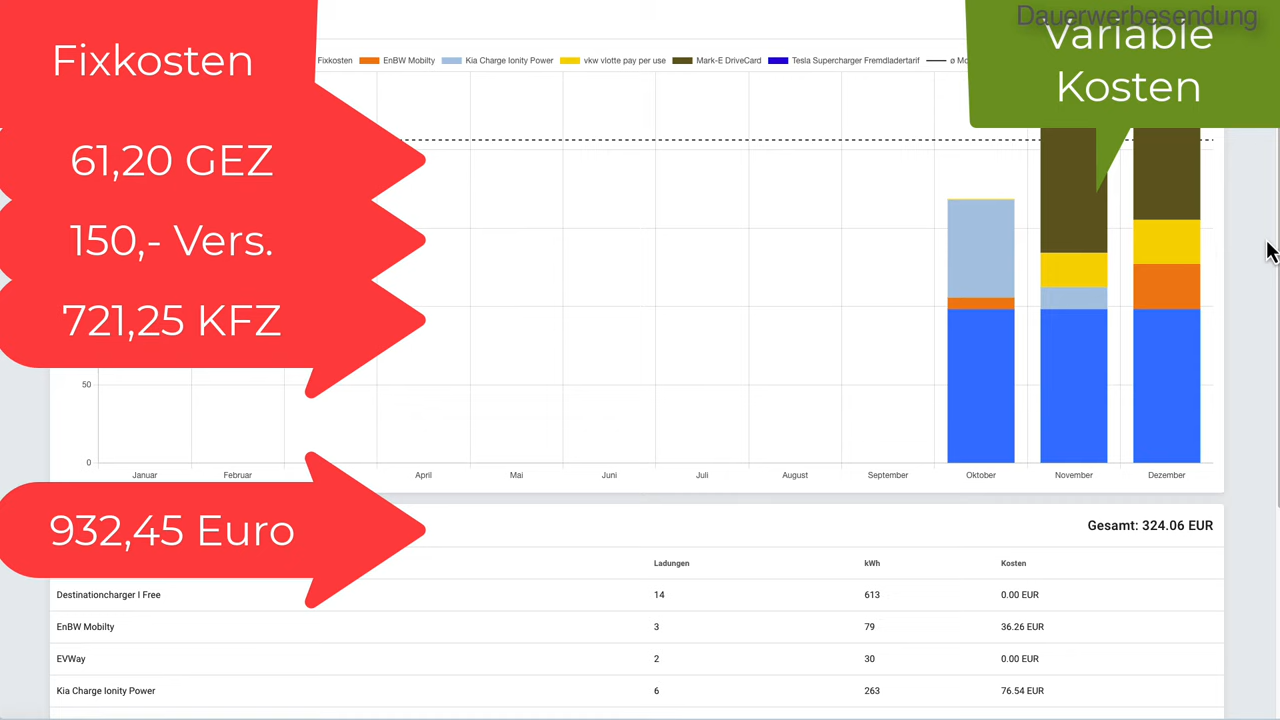 Fixkosten
61,20 GEZ
150,- Vers.
721,25 KFZ
932,45 Euro
Dauerwerbesendung
Variable
Kosten
Fixkosten EnBW Mobilty Kia Charge Ionity Power vkw vlotte pay per use Mark-E DriveCard Tesla Supercharger Fremdladertarif ø Mo
50
0
Januar Februar April Mai Juni Juli August September Oktober November Dezember
Gesamt: 324.06 EUR
Ladungen kWh Kosten
Destinationcharger I Free 14 613 0.00 EUR
EnBW Mobilty 3 79 36.26 EUR
EVWay 2 30 0.00 EUR
Kia Charge Ionity Power 6 263 76.54 EUR